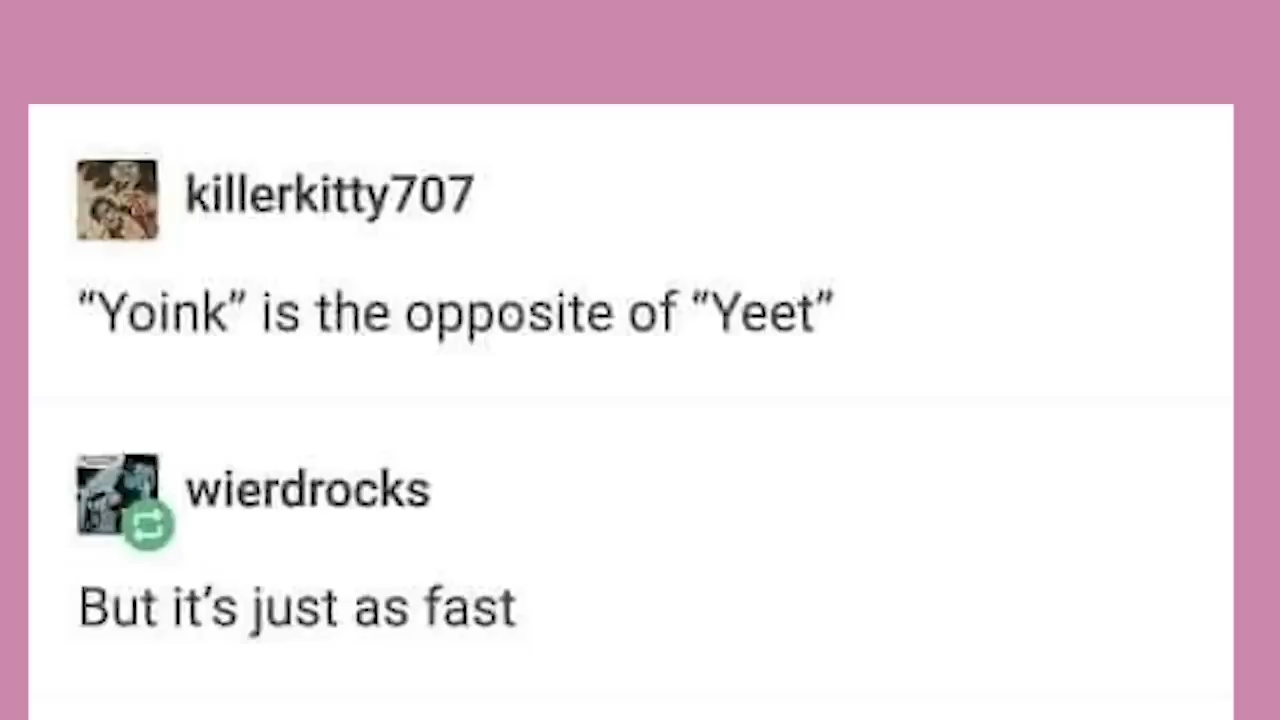 killerkitty707
“Yoink” is the opposite of “Yeet”
wierdrocks
But it’s just as fast